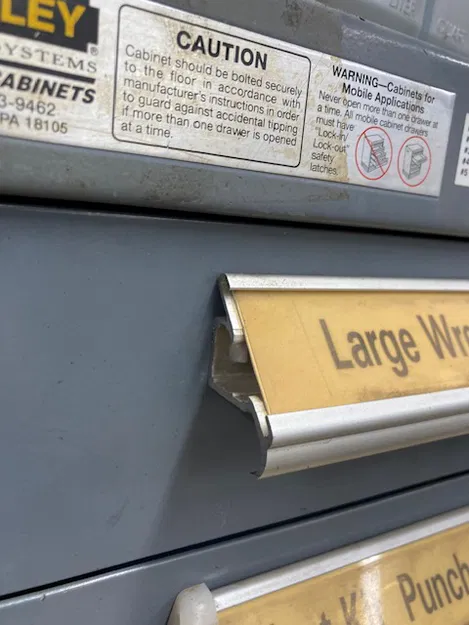 LEY
SYSTEMS
CABINETS
3-9462
PA 18105
CAUTION
Cabinet should be bolted securely
to the floor in accordance with
manufacturer's instructions in order
to guard against accidental tipping
if more than one drawer is opened
at a time.
WARNING—Cabinets for
Mobile Applications
Never open more than one drawer at
a time. All mobile cabinet drawers
must have
"Lock-in/
Lock-out"
safety
latches.
Large Wre
Punch